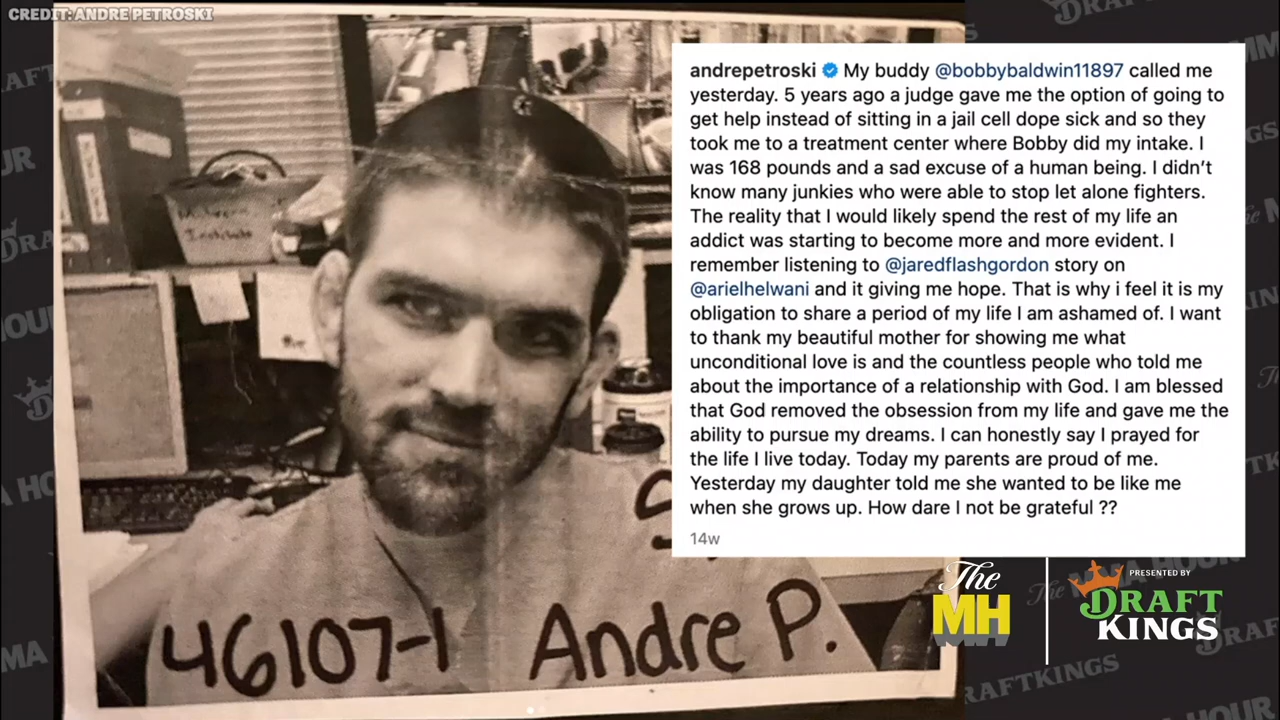 CREDIT:ANDRE PETROSKI
andrepetroski My buddy @bobbybaldwin11897 called me
yesterday. 5 years ago a judge gave me the option of going to
get help instead of sitting in a jail cell dope sick and so they
took me to a treatment center where Bobby did my intake. I
was 168 pounds and a sad excuse of a human being. I didn’t
know many junkies who were able to stop let alone fighters.
The reality that I would likely spend the rest of my life an
addict was starting to become more and more evident. I
remember listening to @jaredflashgordon story on
@arielhelwani and it giving me hope. That is why i feel it is my
obligation to share a period of my life I am ashamed of. I want
to thank my beautiful mother for showing me what
unconditional love is and the countless people who told me
about the importance of a relationship with God. I am blessed
that God removed the obsession from my life and gave me the
ability to pursue my dreams. I can honestly say I prayed for
the life I live today. Today my parents are proud of me.
Yesterday my daughter told me she wanted to be like me
when she grows up. How dare I not be grateful ??
14w
46107-1 Andre P.
The
MH
PRESENTED BY
DRAFT
KINGS